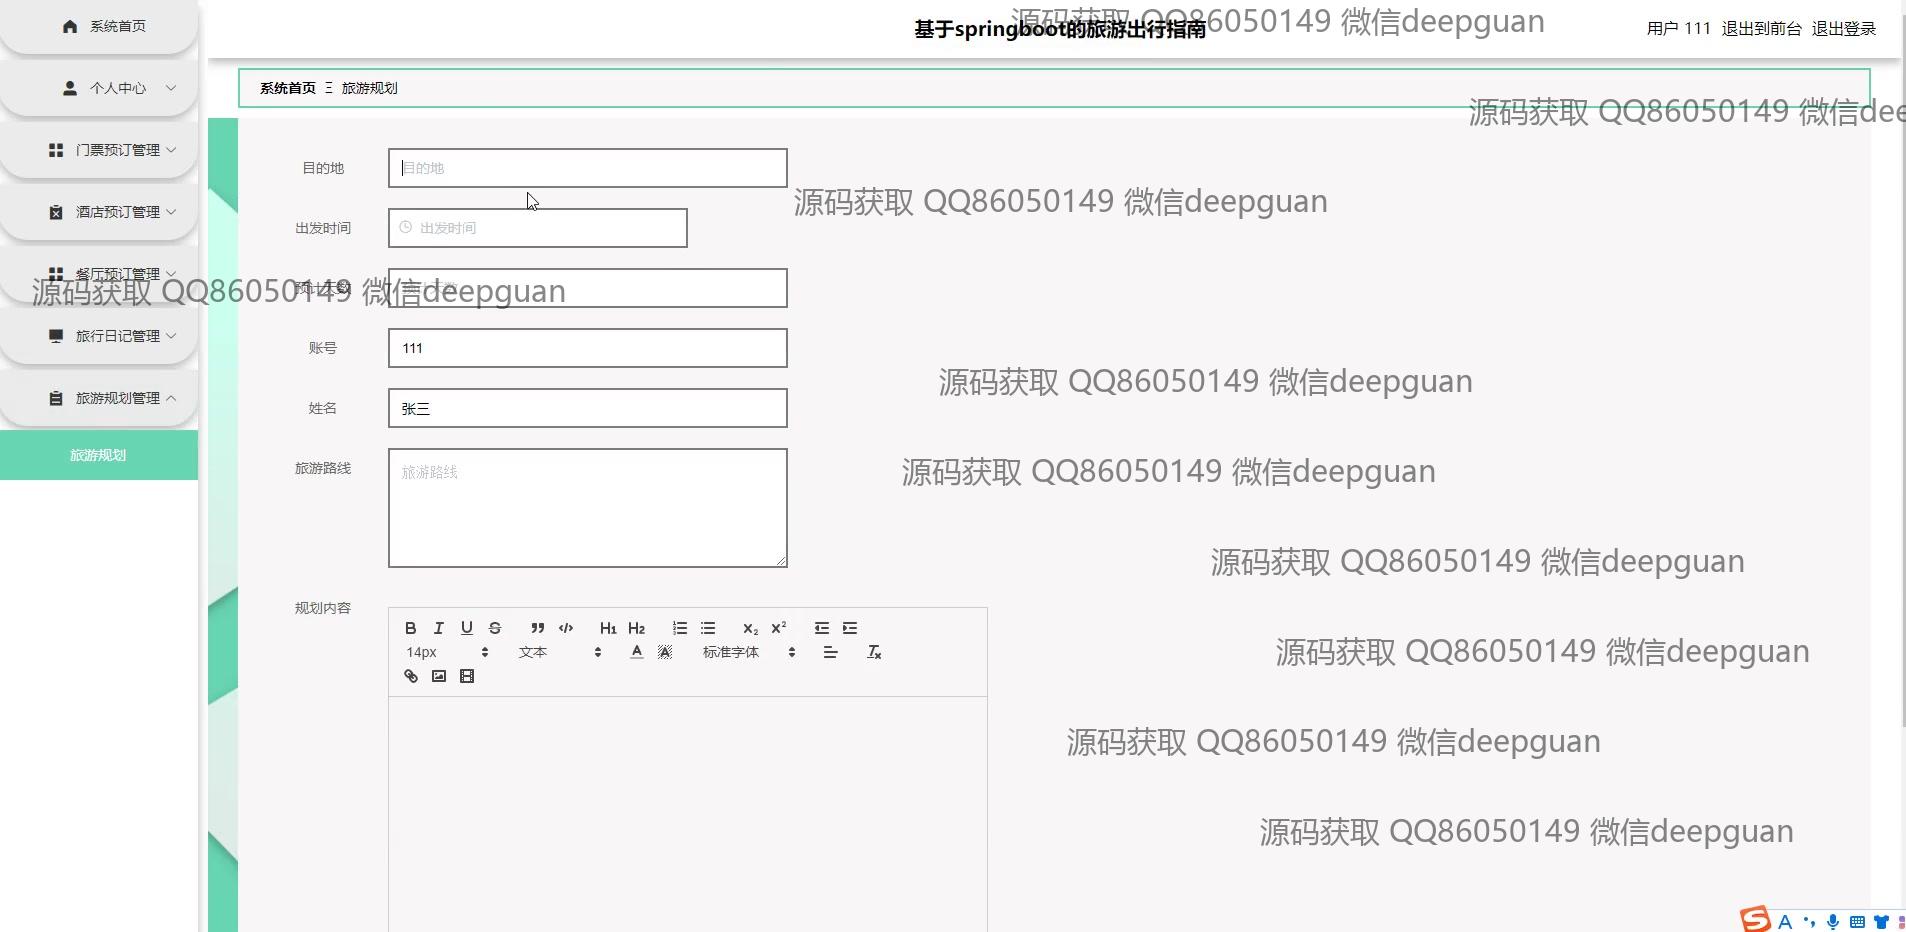 系统首页
个人中心
门票预订管理
酒店预订管理
餐厅预订管理
旅行日记管理
旅游规划管理
旅游规划
基于springboot的旅游出行指南
用户 111 退出到前台 退出登录
源码获取 QQ86050149 微信deepguan
系统首页 Ξ 旅游规划
源码获取 QQ86050149 微信dee
目的地
目的地
源码获取 QQ86050149 微信deepguan
出发时间
出发时间
预计天数
预计天数
源码获取 QQ86050149 微信deepguan
账号
111
源码获取 QQ86050149 微信deepguan
姓名
张三
旅游路线
旅游路线
源码获取 QQ86050149 微信deepguan
源码获取 QQ86050149 微信deepguan
规划内容
B I U S H1 H2 X2 X2
14px 文本 A A 标准字体 Tx
源码获取 QQ86050149 微信deepguan
源码获取 QQ86050149 微信deepguan
源码获取 QQ86050149 微信deepguan
S A